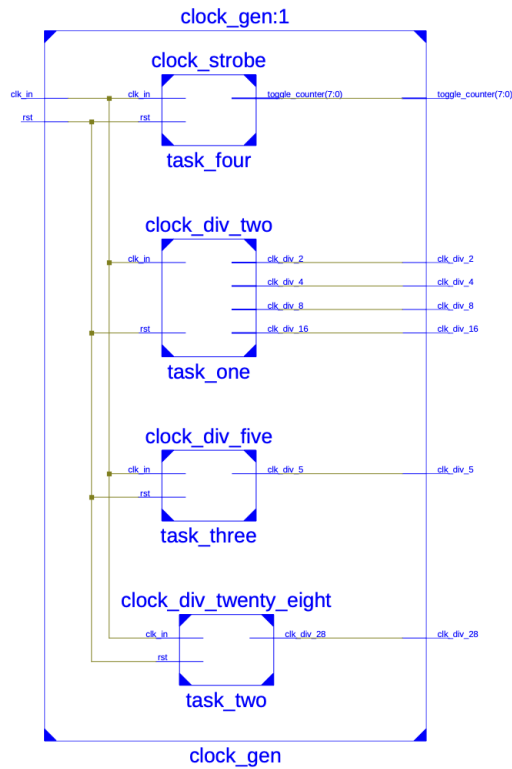 clock_gen:1
clock_strobe
clk_in clk_in toggle_counter(7:0) toggle_counter(7:0)
rst rst
task_four
clock_div_two
clk_in clk_div_2 clk_div_2
clk_div_4 clk_div_4
clk_div_8 clk_div_8
rst clk_div_16 clk_div_16
task_one
clock_div_five
clk_in clk_div_5 clk_div_5
rst
task_three
clock_div_twenty_eight
clk_in clk_div_28 clk_div_28
rst
task_two
clock_gen